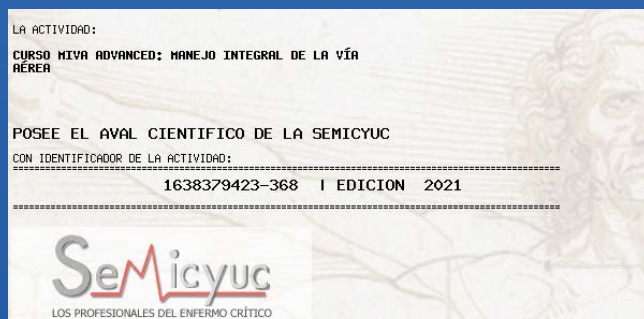 LA ACTIVIDAD:
CURSO MIVA ADVANCED: MANEJO INTEGRAL DE LA VÍA
AÉREA
POSEE EL AVAL CIENTIFICO DE LA SEMICYUC
CON IDENTIFICADOR DE LA ACTIVIDAD:
1638379423-368 I EDICION 2021
SeMicyuc
LOS PROFESIONALES DEL ENFERMO CRÍTICO